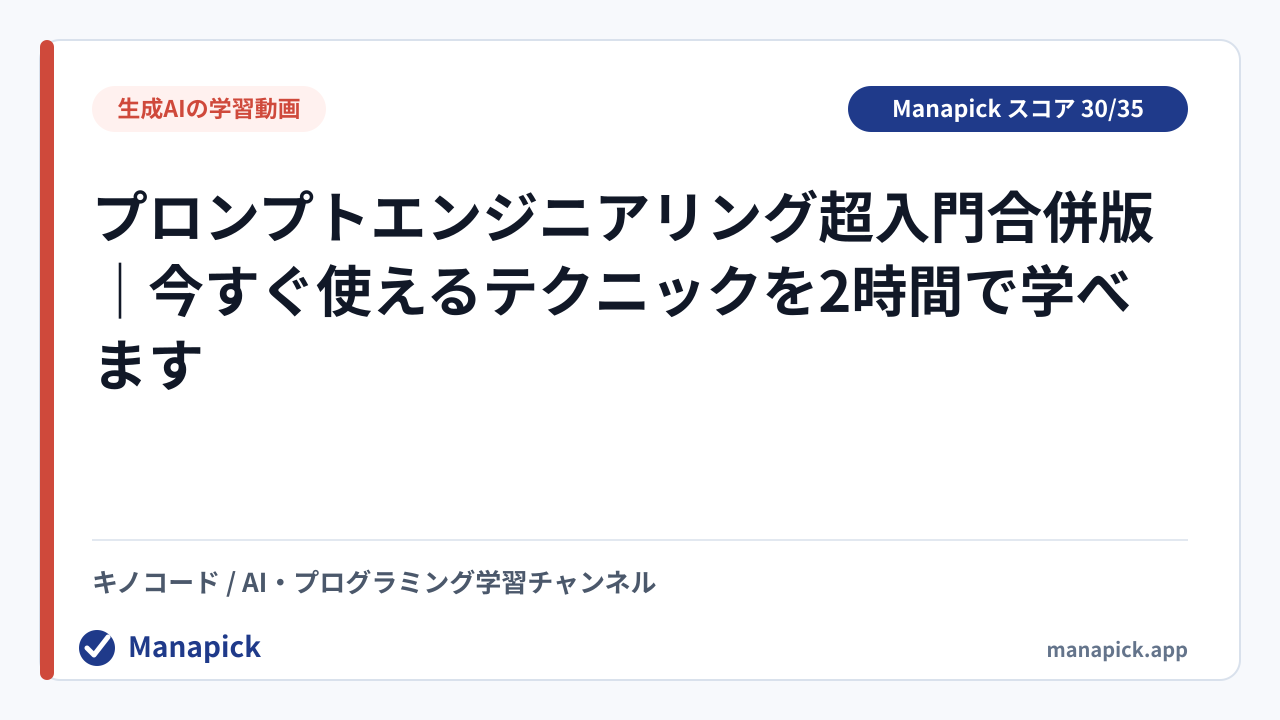 生成AIの学習動画
Manapick スコア 30/35
プロンプトエンジニアリング超入門合併版
｜今すぐ使えるテクニックを2時間で学べ
ます
キノコード / AI・プログラミング学習チャンネル
Manapick
manapick.app